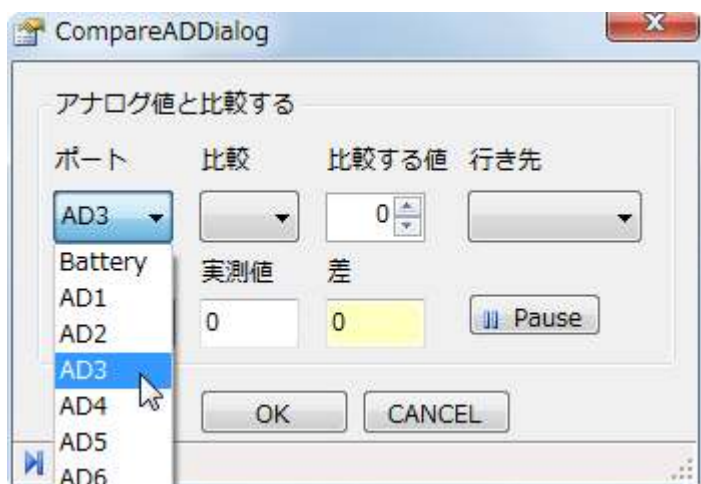 CompareADDialog
アナログ値と比較する
ポート 比較 比較する値 行き先
AD3 0
Battery 実測値 差
AD1
0 0 Pause
AD2
AD3
AD4 OK CANCEL
AD5
AD6